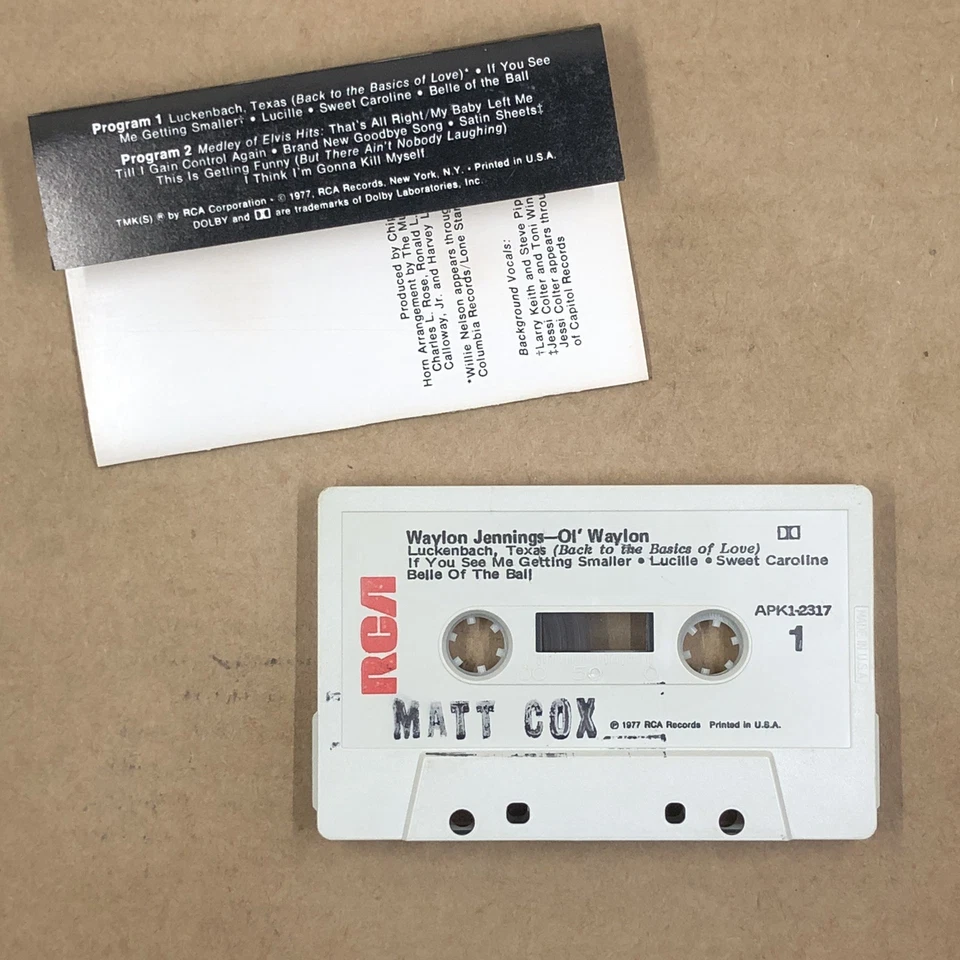 Program 1 Luckenbach, Texas (Back to the Basics of Love)* • If You See
Me Getting Smaller† • Lucille • Sweet Caroline • Belle of the Ball
Program 2 Medley of Elvis Hits: That's All Right/My Baby Left Me
Till I Gain Control Again • Brand New Goodbye Song • Satin Sheets‡
This Is Getting Funny (But There Ain't Nobody Laughing)
I Think I'm Gonna Kill Myself
TMK(S) ® by RCA Corporation • ℗ 1977, RCA Records, New York, N.Y. • Printed in U.S.A.
DOLBY and are trademarks of Dolby Laboratories, Inc.
Produced by
Horn Arrangement by The
Charles L. Rose, Ronald L.
Calloway, Jr. and Harvey
*Willie Nelson appears
Columbia Records/Lone
Background Vocals:
†Larry Keith and Steve
and Toni
‡Jessi Colter appears
Jessi Colter appears
of Capitol Records
Waylon Jennings—Ol' Waylon
Luckenbach, Texas (Back to the Basics of Love)
If You See Me Getting Smaller • Lucille • Sweet Caroline
Belle Of The Ball
RCA
APK1-2317
1
50
MADE IN U.S.A.
MATT COX
℗ 1977 RCA Records Printed in U.S.A.